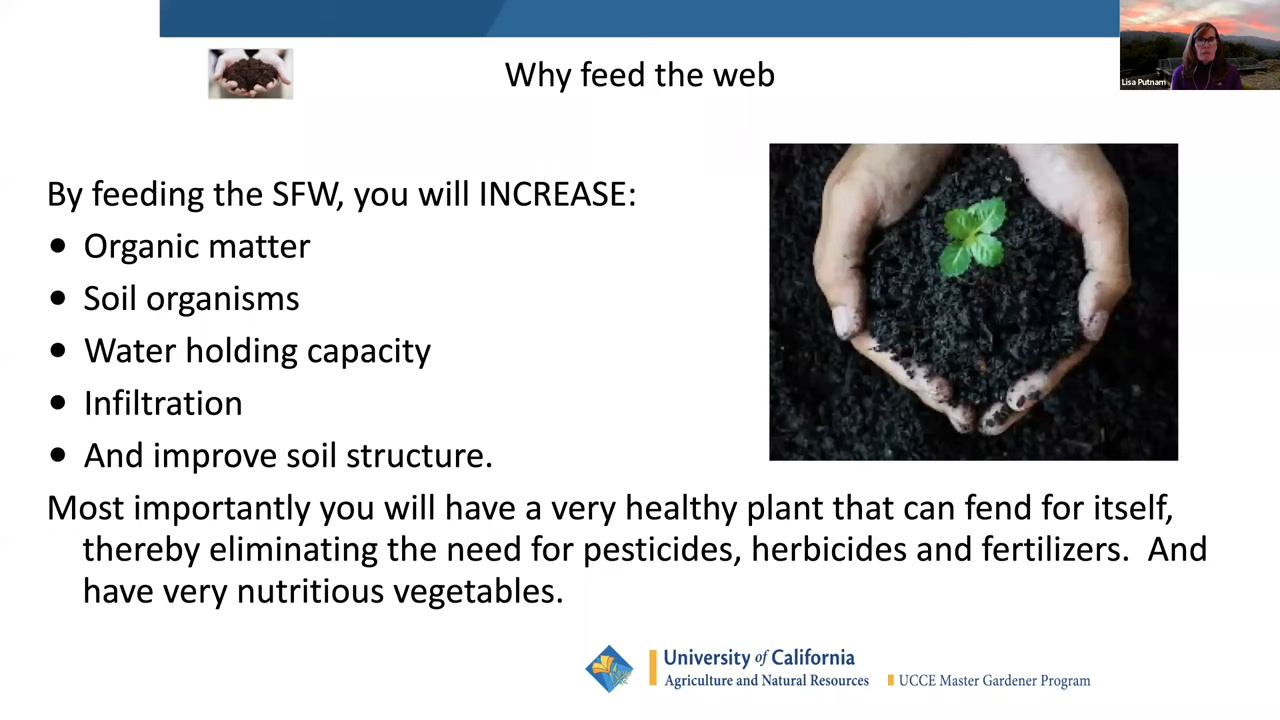 Why feed the web
Lisa Putnam
By feeding the SFW, you will INCREASE:
• Organic matter
• Soil organisms
• Water holding capacity
• Infiltration
• And improve soil structure.
Most importantly you will have a very healthy plant that can fend for itself,
thereby eliminating the need for pesticides, herbicides and fertilizers.  And
have very nutritious vegetables.
University of California
Agriculture and Natural Resources
UCCE Master Gardener Program